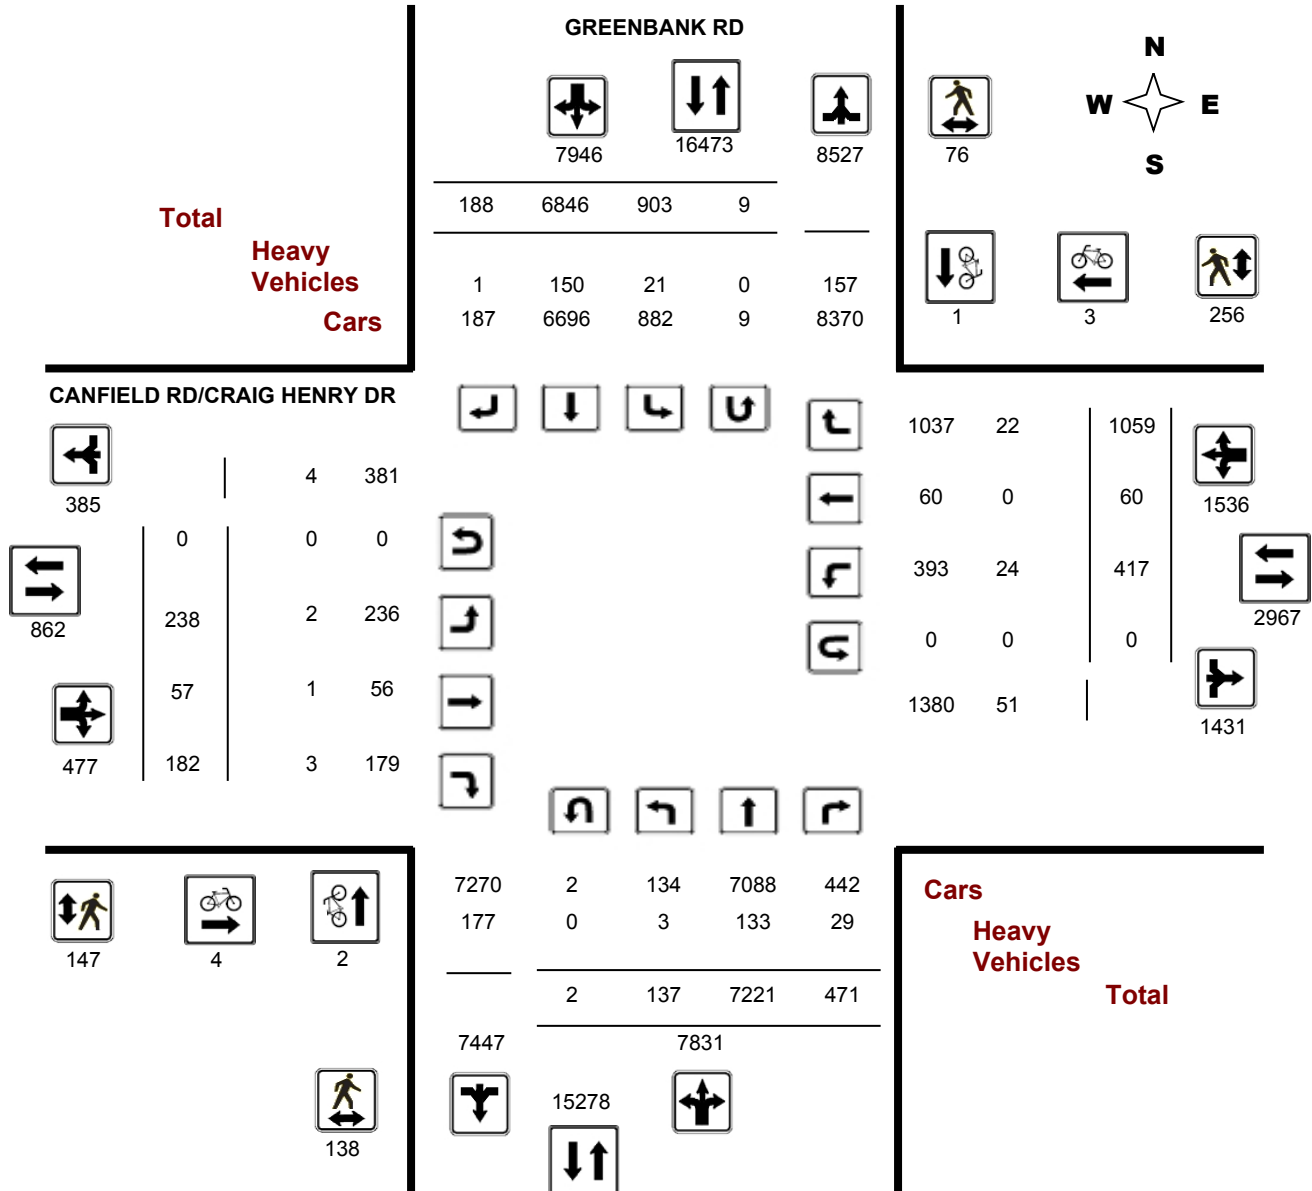 GREENBANK RD
N
W E
S
7946 16473 8527 76
Total 188 6846 903 9
Heavy
Vehicles 1 150 21 0 157
Cars 187 6696 882 9 8370
1 3 256
CANFIELD RD/CRAIG HENRY DR
1037 22 1059
4 381
385
60 0 60 1536
0 0 0
393 24 417
862 238 2 236
2967
0 0 0
57 1 56
1380 51
1431
477 182 3 179
7270 2 134 7088 442
Cars
177 0 3 133 29
Heavy
Vehicles
147 4 2
2 137 7221 471
Total
7447 7831
15278
138